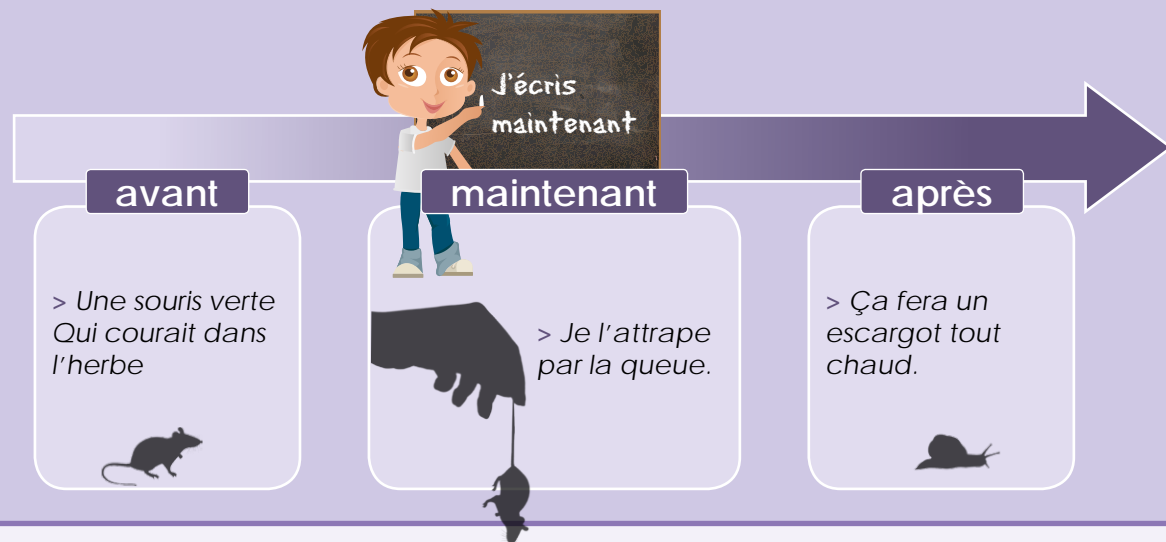 J'écris
maintenant
avant
maintenant
après
> Une souris verte
Qui courait dans
l'herbe
> Je l'attrape
par la queue.
> Ça fera un
escargot tout
chaud.